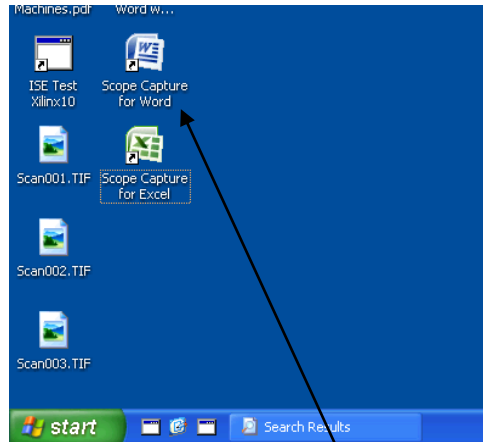 Machines.pdf
Word w...
ISE Test
Xilinx10
Scope Capture
for Word
Scan001.TIF
Scope Capture
for Excel
Scan002.TIF
Scan003.TIF
start
Search Results